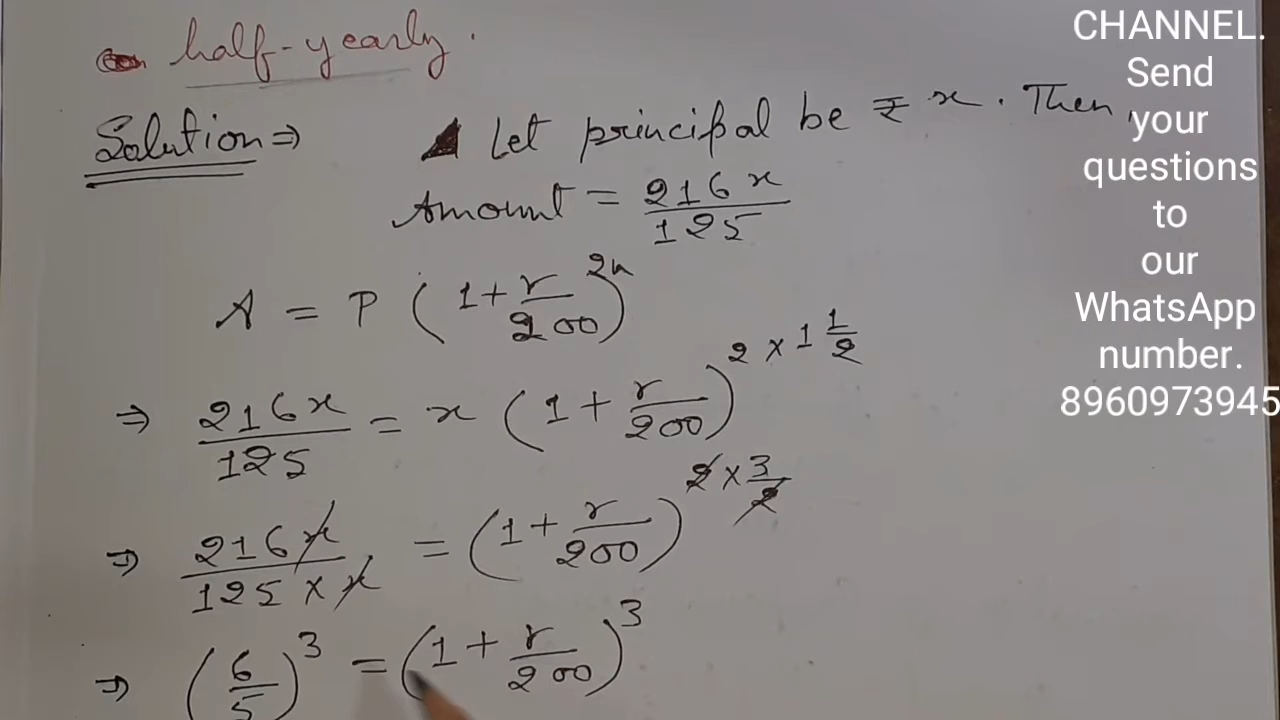 half-yearly.
Solution ⇒ Let principal be ₹ x. Then,
Amount = 216x/125
A = P (1 + r/200)^2n
⇒ 216x/125 = x (1 + r/200)^2 × 1 1/2
⇒ 216x/125 × x = (1 + r/200)^2 × 3/2
⇒ (6/5)^3 = (1 + r/200)^3
CHANNEL.
Send
your
questions
to
our
WhatsApp
number.
8960973945